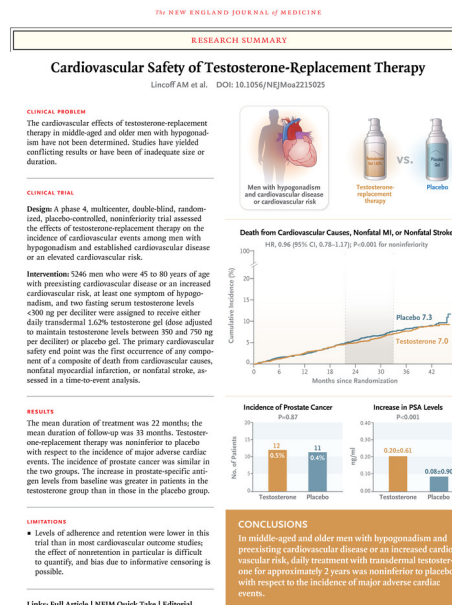 The NEW ENGLAND JOURNAL of MEDICINE
RESEARCH SUMMARY
Cardiovascular Safety of Testosterone-Replacement Therapy
Lincoff AM et al. DOI: 10.1056/NEJMoa2215025
CLINICAL PROBLEM
The cardiovascular effects of testosterone-replacement
therapy in middle-aged and older men with hypogonad-
ism have not been determined. Studies have yielded
conflicting results or have been of inadequate size or
duration.
CLINICAL TRIAL
Design: A phase 4, multicenter, double-blind, random-
ized, placebo-controlled, noninferiority trial assessed
the effects of testosterone-replacement therapy on the
incidence of cardiovascular events among men with
hypogonadism and established cardiovascular disease
or an elevated cardiovascular risk.
Intervention: 5246 men who were 45 to 80 years of age
with preexisting cardiovascular disease or an increased
cardiovascular risk, at least one symptom of hypogo-
nadism, and two fasting serum testosterone levels
<300 ng per deciliter were assigned to receive either
daily transdermal 1.62% testosterone gel (dose adjusted
to maintain testosterone levels between 350 and 750 ng
per deciliter) or placebo gel. The primary cardiovascular
safety end point was the first occurrence of any compo-
nent of a composite of death from cardiovascular causes,
nonfatal myocardial infarction, or nonfatal stroke, as-
sessed in a time-to-event analysis.
RESULTS
The mean duration of treatment was 22 months; the
mean duration of follow-up was 33 months. Testoster-
one-replacement therapy was noninferior to placebo
with respect to the incidence of major adverse cardiac
events. The incidence of prostate cancer was similar in
the two groups. The increase in prostate-specific anti-
gen levels from baseline was greater in patients in the
testosterone group than in those in the placebo group.
LIMITATIONS
▪ Levels of adherence and retention were lower in this
trial than in most cardiovascular outcome studies;
the effect of nonretention in particular is difficult
to quantify, and bias due to informative censoring is
possible.
Links: Full Article | NEJM Quick Take | Editorial
Men with hypogonadism
and cardiovascular disease
or cardiovascular risk
VS.
Placebo
Gel
Testosterone-
replacement
therapy
Placebo
Death from Cardiovascular Causes, Nonfatal MI, or Nonfatal Stroke
HR, 0.96 (95% CI, 0.78–1.17); P<0.001 for noninferiority
Cumulative Incidence (%)
100
20
15
10
5
0
Placebo 7.3
Testosterone 7.0
0 6 12 18 24 30 36 42
Months since Randomization
Incidence of Prostate Cancer
P=0.87
No. of Patients
20
15
10
5
0
12
0.5%
11
0.4%
Testosterone Placebo
Increase in PSA Levels
P<0.001
ng/ml
0.40
0.30
0.20
0.10
0.00
0.20±0.61
0.08±0.90
Testosterone Placebo
CONCLUSIONS
In middle-aged and older men with hypogonadism and
preexisting cardiovascular disease or an increased cardio
vascular risk, daily treatment with transdermal testoster-
one for approximately 2 years was noninferior to placebo
with respect to the incidence of major adverse cardiac
events.